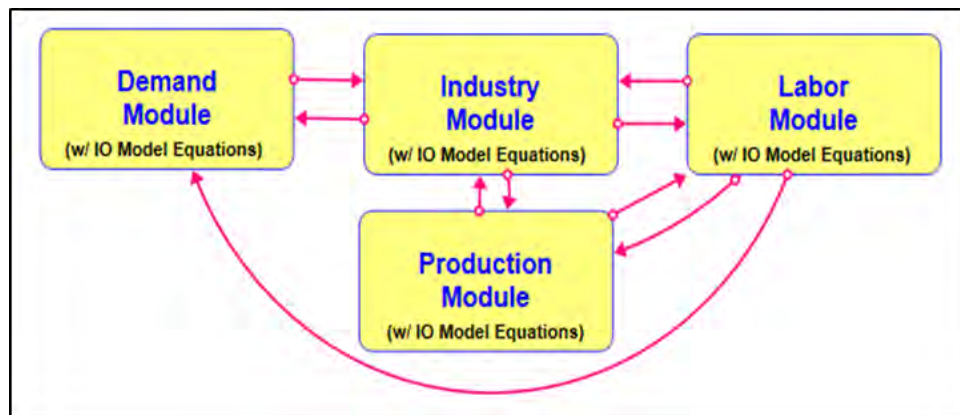 Demand
Module
(w/ IO Model Equations)
Industry
Module
(w/ IO Model Equations)
Labor
Module
(w/ IO Model Equations)
Production
Module
(w/ IO Model Equations)